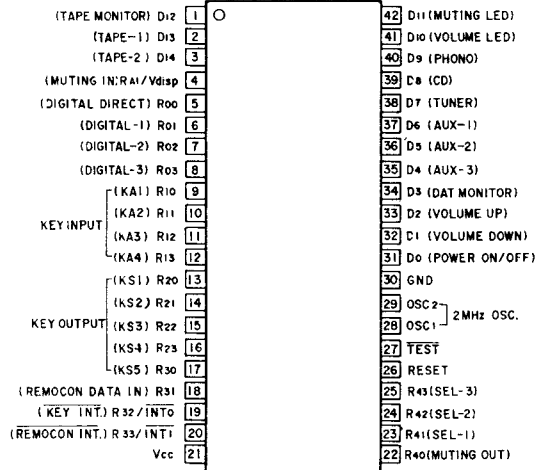 (TAPE MONITOR) D12 1 42 D11 (MUTING LED)
(TAPE-1) D13 2 41 D10 (VOLUME LED)
(TAPE-2) D14 3 40 D9 (PHONO)
(MUTING IN) RA1/Vdisp 4 39 D8 (CD)
(DIGITAL DIRECT) R00 5 38 D7 (TUNER)
(DIGITAL-1) R01 6 37 D6 (AUX-1)
(DIGITAL-2) R02 7 36 D5 (AUX-2)
(DIGITAL-3) R03 8 35 D4 (AUX-3)
(KA1) R10 9 34 D3 (DAT MONITOR)
(KA2) R11 10 33 D2 (VOLUME UP)
KEY INPUT
(KA3) R12 11 32 D1 (VOLUME DOWN)
(KA4) R13 12 31 D0 (POWER ON/OFF)
(KS1) R20 13 30 GND
(KS2) R21 14 29 OSC2
2MHz OSC.
KEY OUTPUT (KS3) R22 15 28 OSC1
(KS4) R23 16 27 TEST
(KS5) R30 17 26 RESET
(REMOCON DATA IN) R31 18 25 R43 (SEL-3)
(KEY INT.) R32/INT0 19 24 R42 (SEL-2)
(REMOCON INT.) R33/INT1 20 23 R41 (SEL-1)
Vcc 21 22 R40 (MUTING OUT)